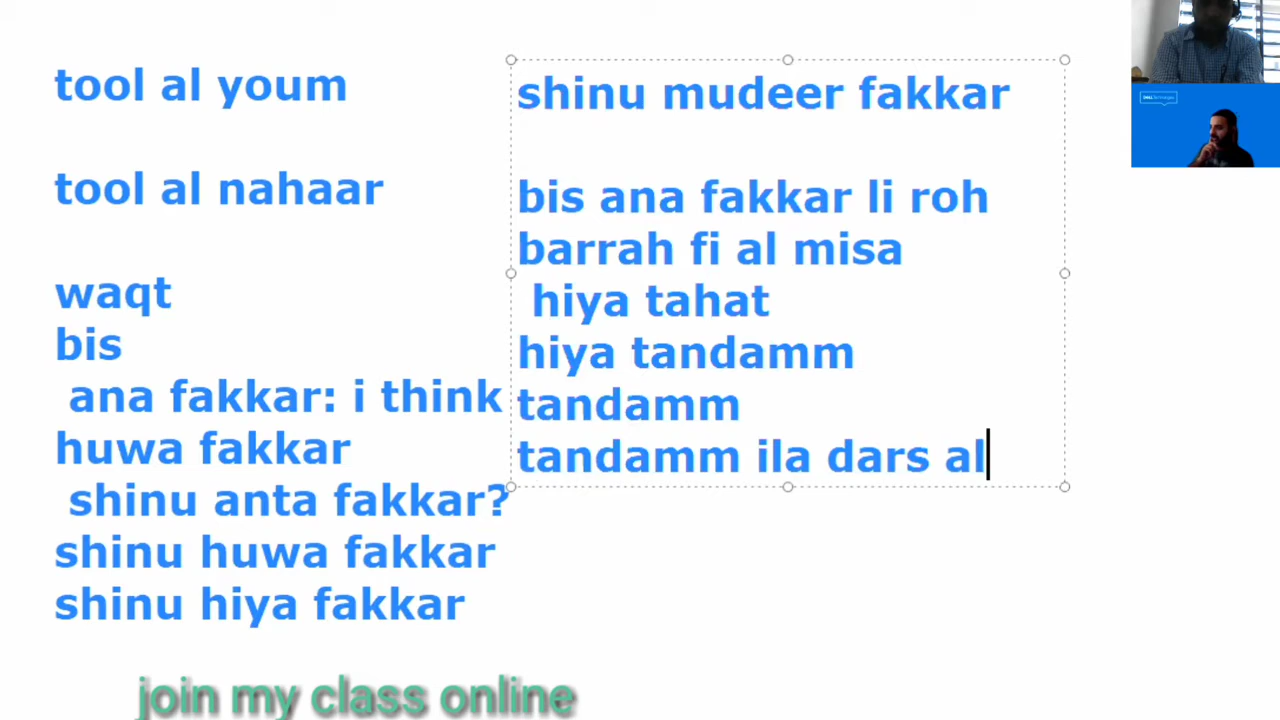 tool al youm
tool al nahaar
waqt
bis
ana fakkar: i think
huwa fakkar
shinu anta fakkar?
shinu huwa fakkar
shinu hiya fakkar
shinu mudeer fakkar
bis ana fakkar li roh
barrah fi al misa
hiya tahat
hiya tandamm
tandamm
tandamm ila dars al
join my class online